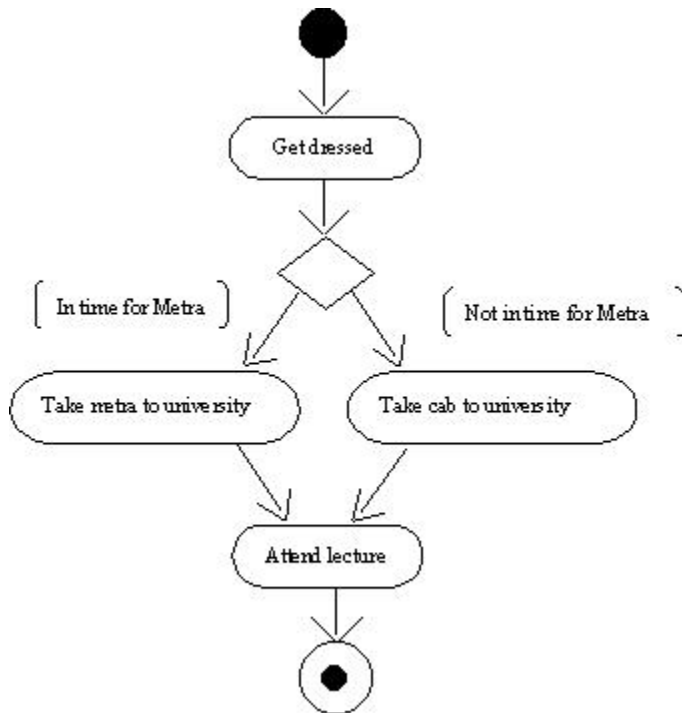 Get dressed
In time for Metra
Not in time for Metra
Take metra to university
Take cab to university
Attend lecture